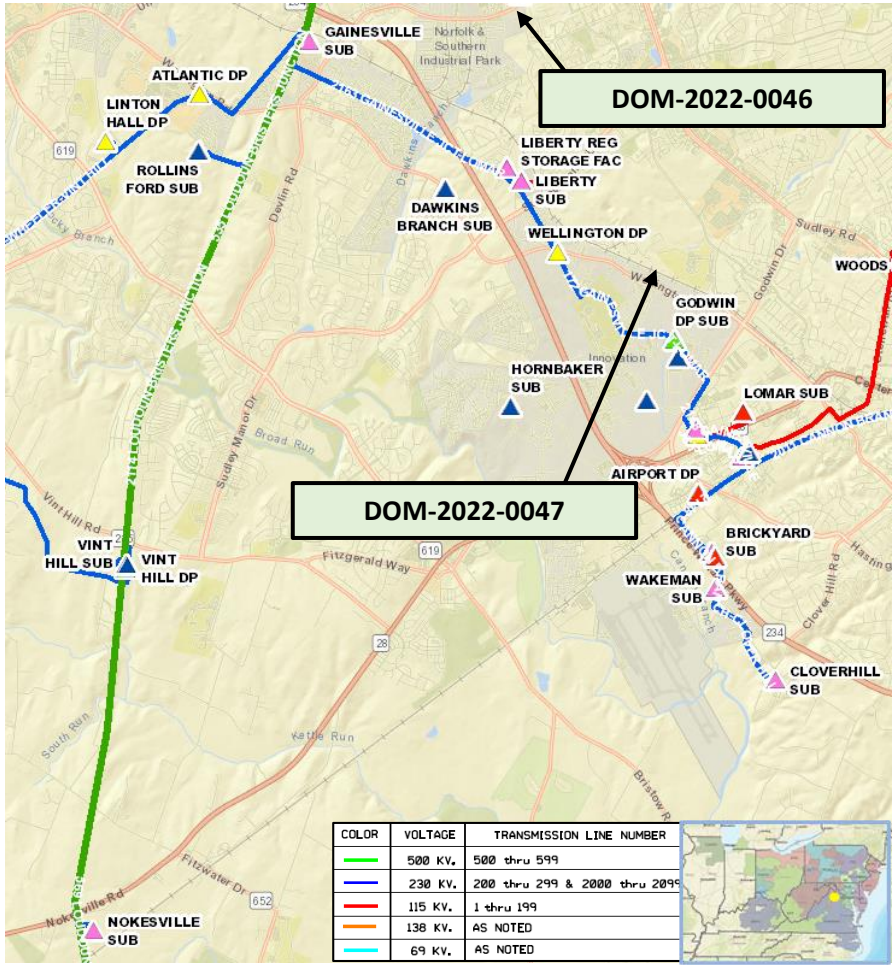 GAINESVILLE
SUB
Norfolk &
Southern
Industrial Park
DOM-2022-0046
ATLANTIC DP
LINTON
HALL DP
619
ROLLINS
FORD SUB
Devlin Rd
Dawkins Branch
LIBERTY REG
STORAGE FAC
LIBERTY
SUB
DAWKINS
BRANCH SUB
WELLINGTON DP
Sudley Rd
Godwin Dr
WOODS
GODWIN
DP SUB
Innovation
HORNBAKER
SUB
LOMAR SUB
Sudley Manor Dr
Broad Run
AIRPORT DP
DOM-2022-0047
Vint Hill Rd
VINT
HILL SUB
VINT
HILL DP
Fitzgerald Way
619
BRICKYARD
SUB
WAKEMAN
SUB
Clover Hill Rd
28
234
CLOVERHILL
SUB
South Run
Kettle Run
Fitzwater Dr
652
NOKESVILLE
SUB
COLOR VOLTAGE TRANSMISSION LINE NUMBER
500 KV. 500 thru 599
230 KV. 200 thru 299 & 2000 thru 2099
115 KV. 1 thru 199
138 KV. AS NOTED
69 KV. AS NOTED